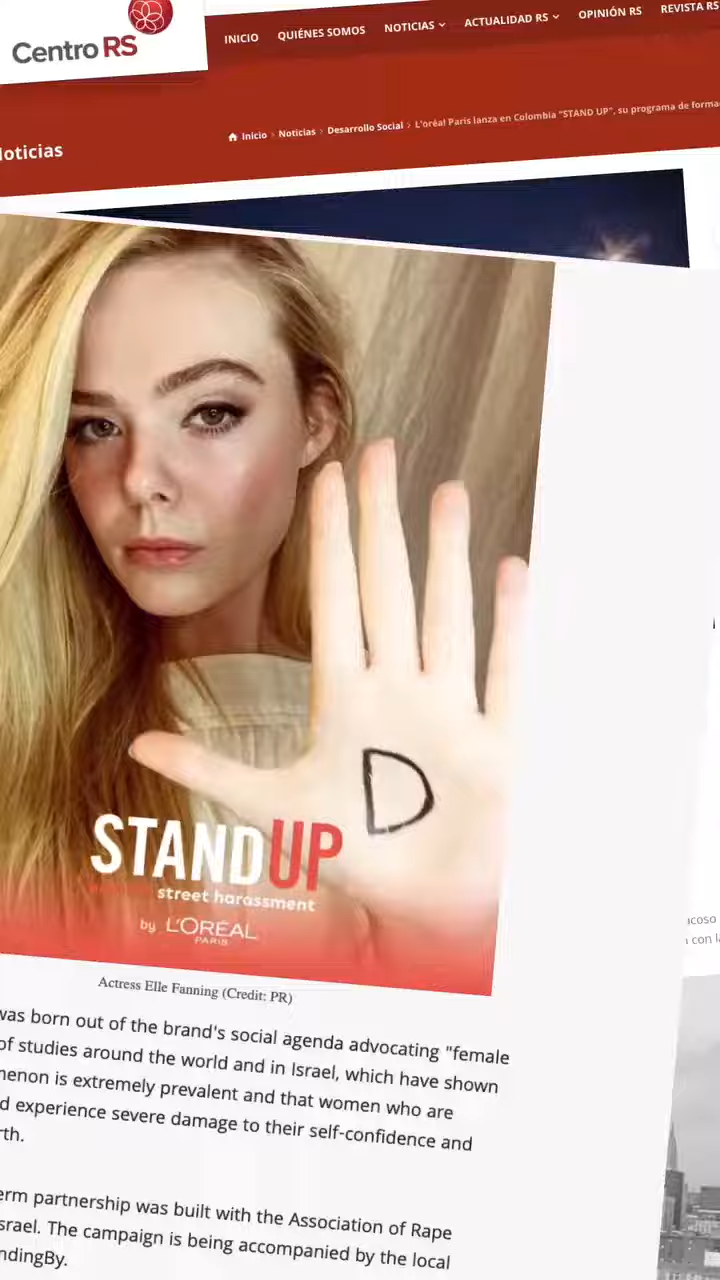 Centro RS
INICIO
QUIÉNES SOMOS
NOTICIAS
ACTUALIDAD RS
OPINIÓN RS
REVISTA RS
Noticias
Inicio > Noticias > Desarrollo Social > L'oréal Paris lanza en Colombia "STAND UP", su programa de forma
D
STANDUP
street harassment
by L'ORÉAL
PARIS
Actress Elle Fanning (Credit: PR)
was born out of the brand's social agenda advocating "female
of studies around the world and in Israel, which have shown
menon is extremely prevalent and that women who are
d experience severe damage to their self-confidence and
rth.
erm partnership was built with the Association of Rape
srael. The campaign is being accompanied by the local
ndingBy.
acoso
con